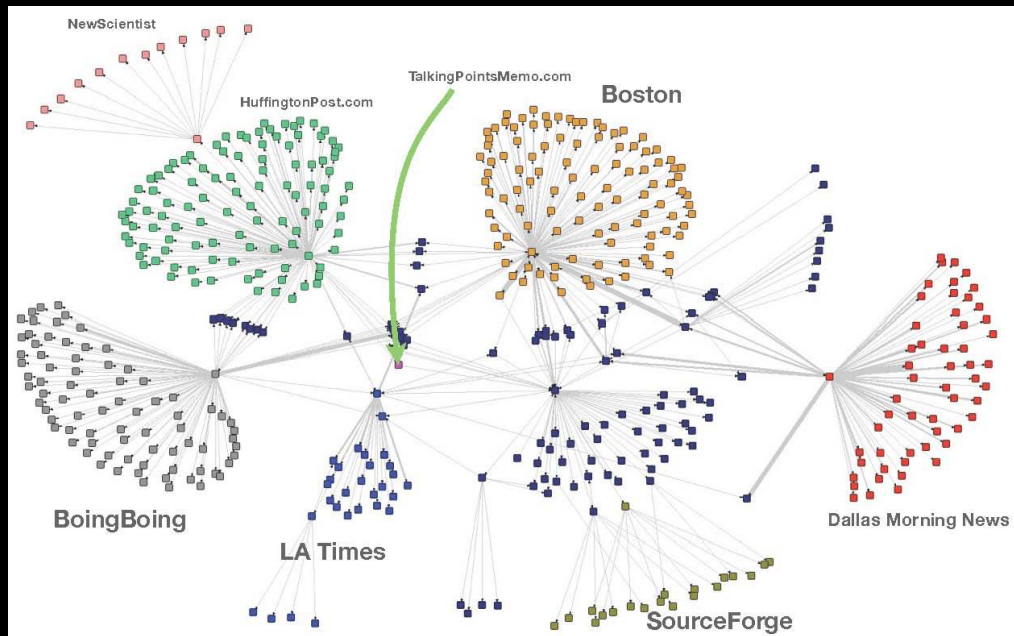 NewScientist
TalkingPointsMemo.com
HuffingtonPost.com
Boston
BoingBoing
LA Times
Dallas Morning News
SourceForge